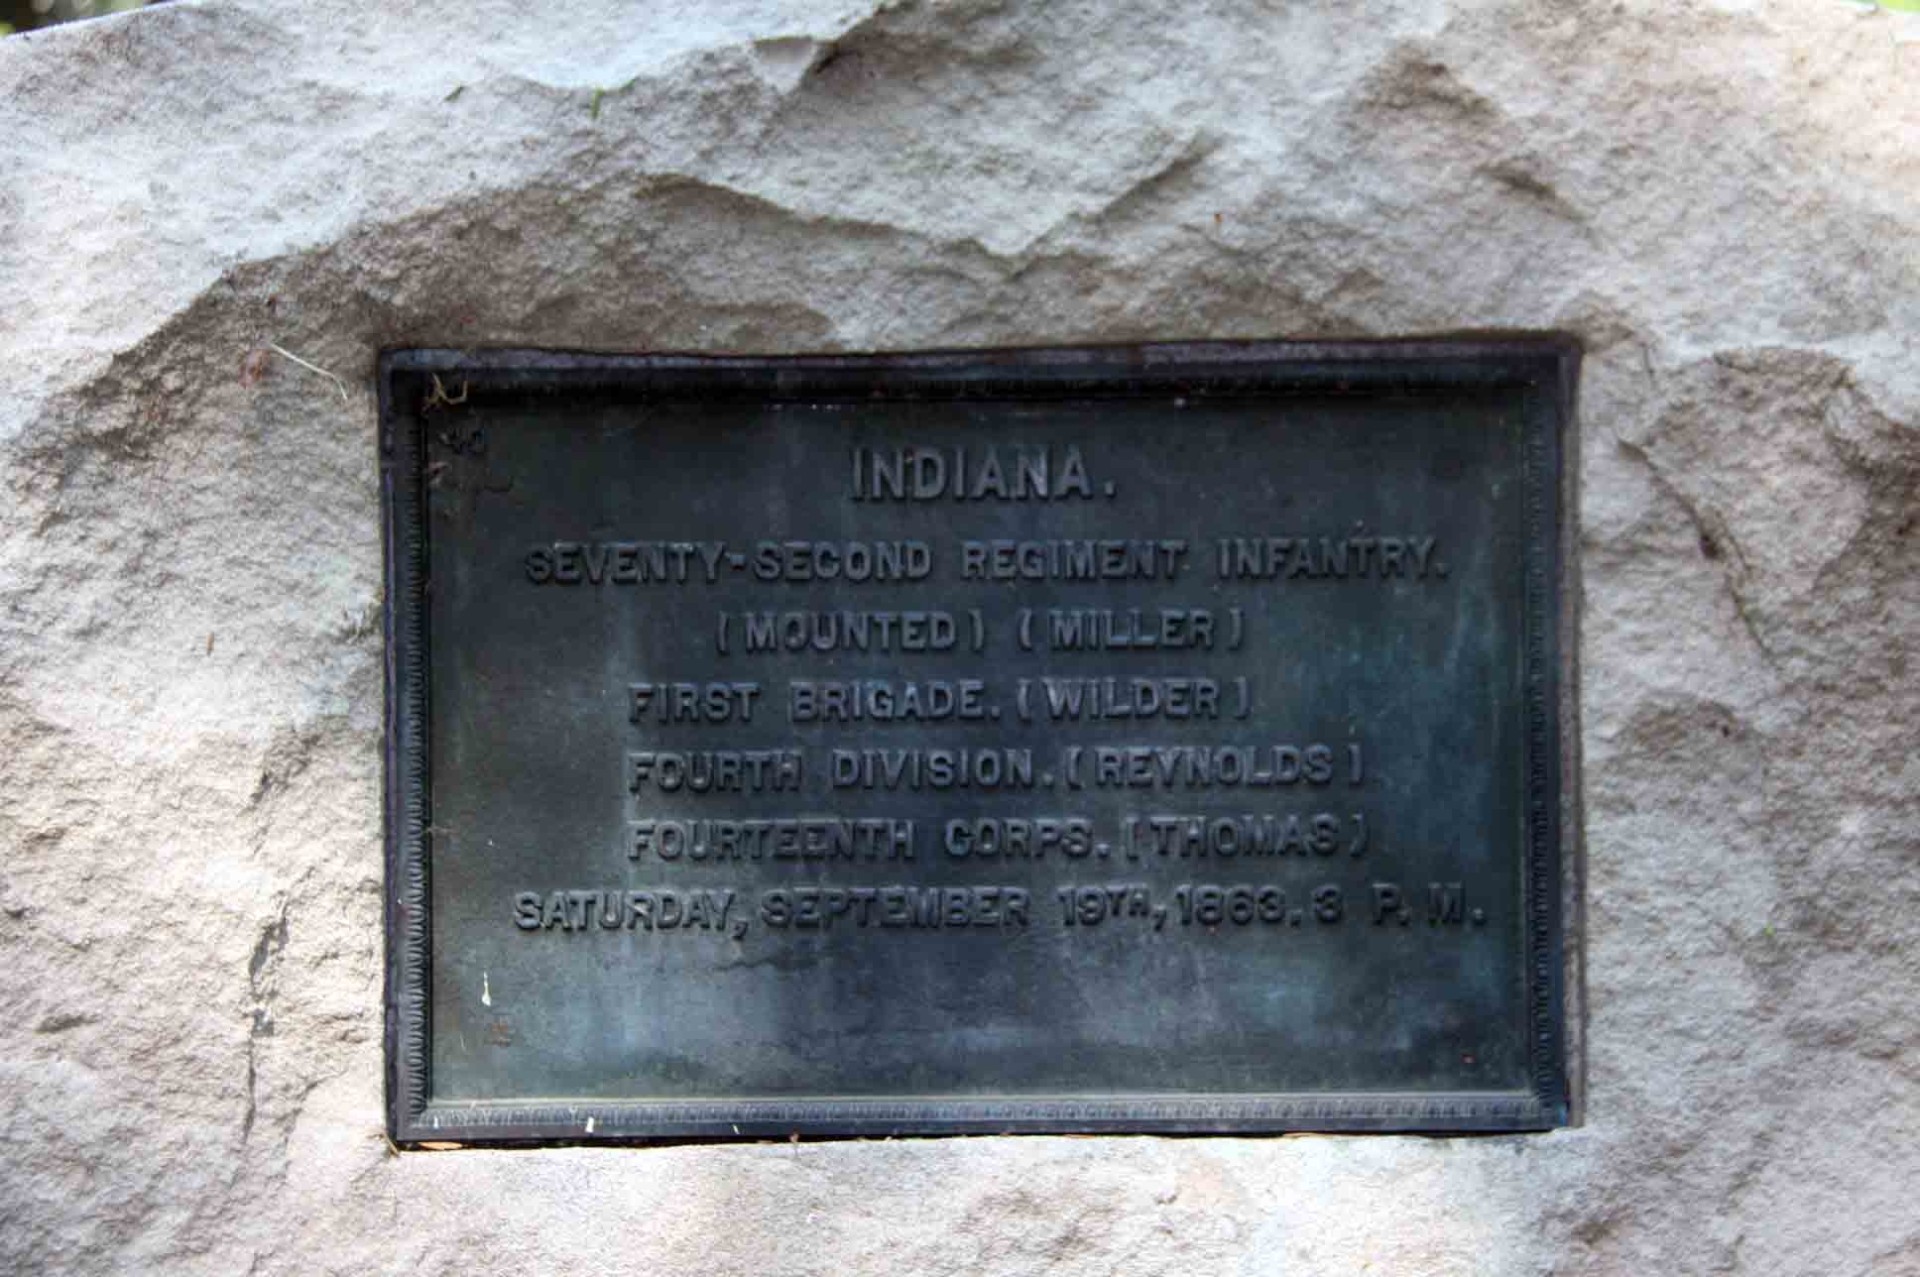 INDIANA.
SEVENTY-SECOND REGIMENT INFANTRY.
(MOUNTED) (MILLER)
FIRST BRIGADE. (WILDER)
FOURTH DIVISION. (REYNOLDS)
FOURTEENTH CORPS. (THOMAS)
SATURDAY, SEPTEMBER 19TH, 1863. 3 P. M.